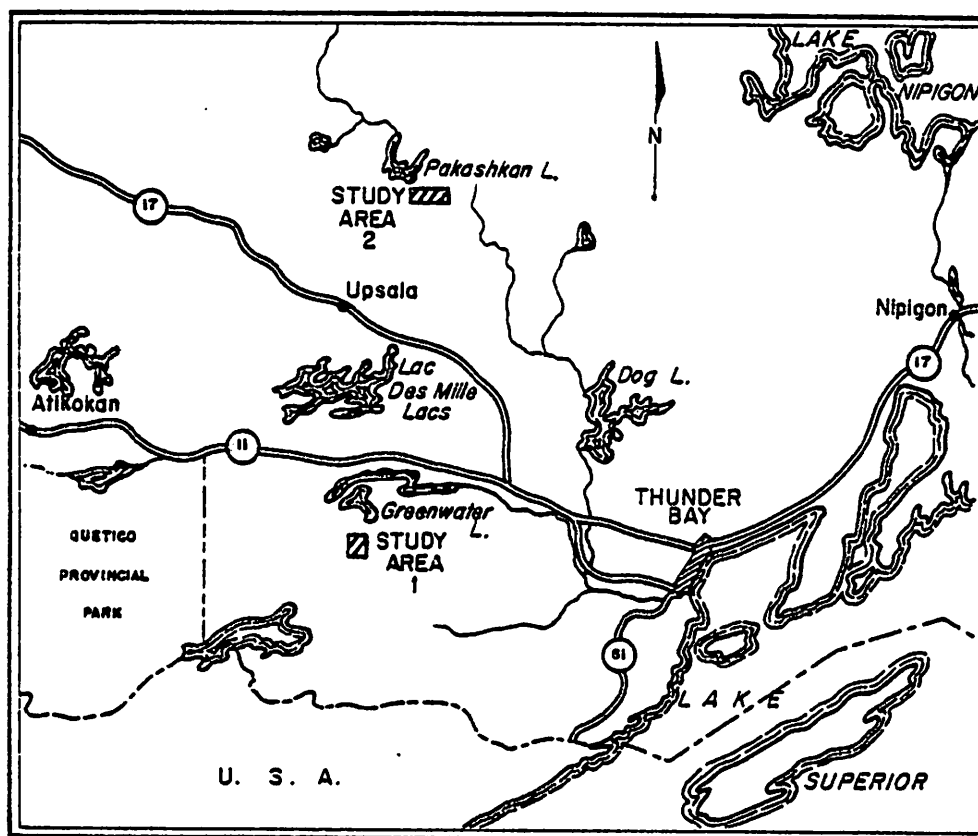 LAKE
NIPIGON
N
Pakashkan L.
STUDY
AREA
2
17
Upsala
Nipigon
17
Lac
Des Mille
Lacs
Dog L.
Atikokan
11
THUNDER
BAY
Greenwater
L.
STUDY
AREA
1
QUETICO
PROVINCIAL
PARK
61
LAKE
U. S. A.
SUPERIOR